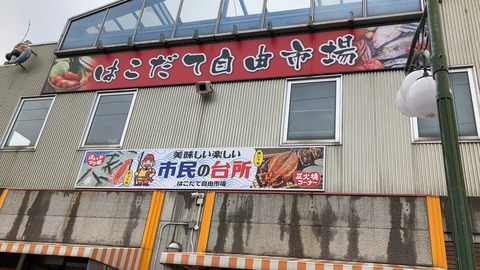 はこだて自由市場
美味しい楽しい
市民の台所
はこだて自由市場
炭火焼
コーナー